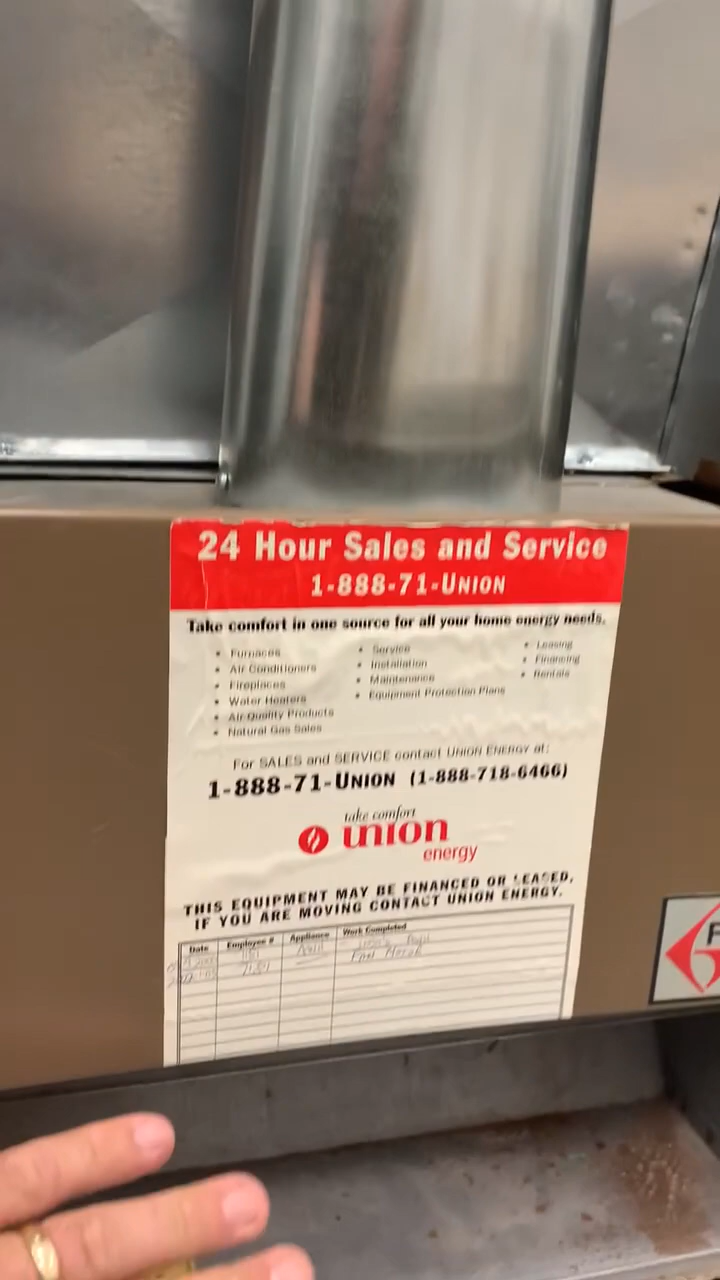 24 Hour Sales and Service
1-888-71-UNION
Take comfort in one source for all your home energy needs.
• Furnaces
• Air Conditioners
• Fireplaces
• Water Heaters
• Air Quality Products
• Natural Gas Sales
• Service
• Installation
• Maintenance
• Equipment Protection Plans
• Leasing
• Financing
• Rentals
For SALES and SERVICE contact UNION ENERGY at:
1-888-71-UNION (1-888-718-6466)
take comfort
union
energy
THIS EQUIPMENT MAY BE FINANCED OR LEASED,
IF YOU ARE MOVING CONTACT UNION ENERGY.
Date Employee # Appliance Work Completed